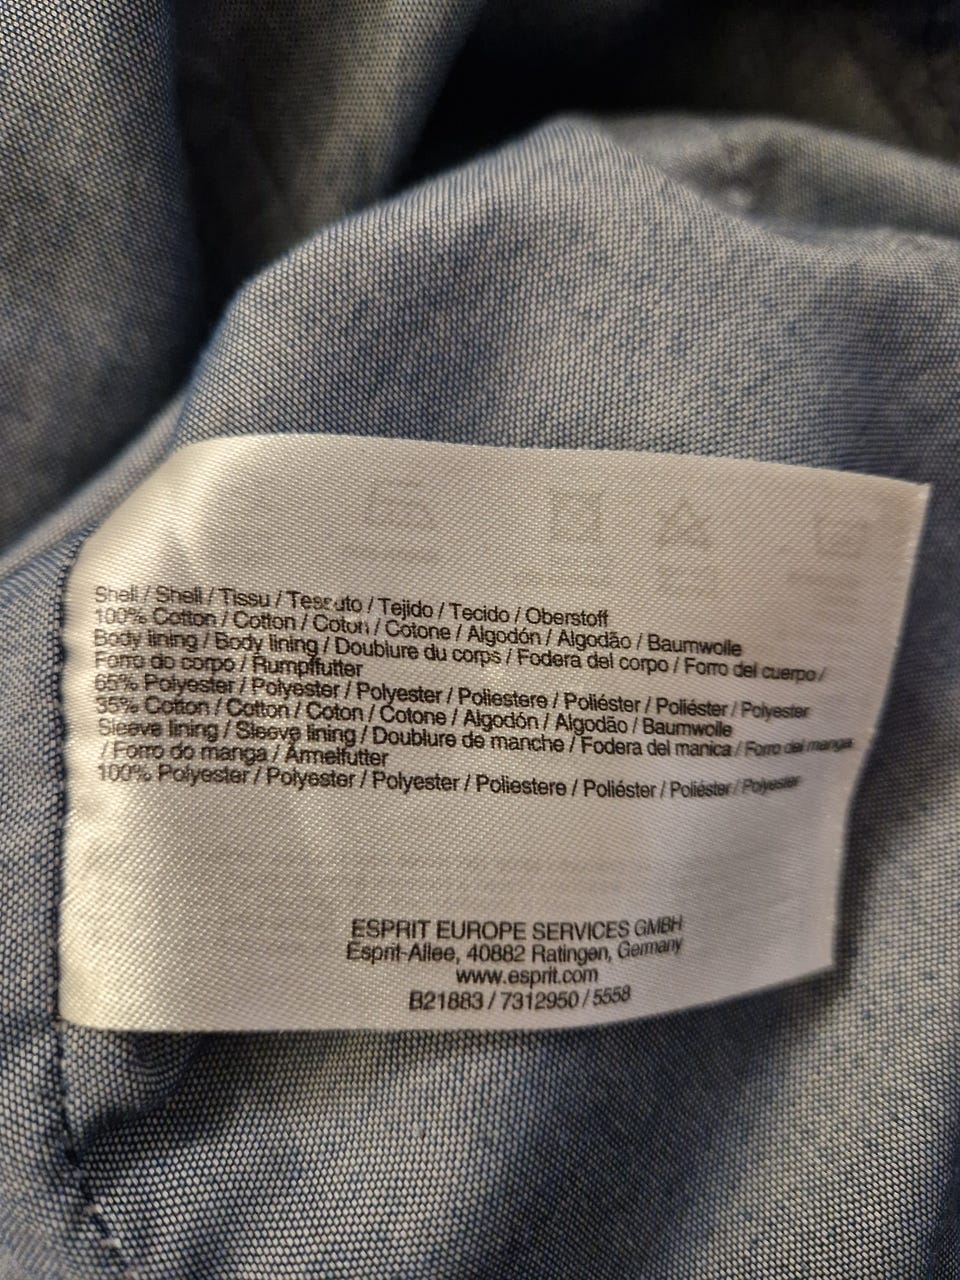 Shell / Shell / Tissu / Tessuto / Tejido / Tecido / Oberstoff
100% Cotton / Cotton / Coton / Cotone / Algodón / Algodão / Baumwolle
Body lining / Body lining / Doublure du corps / Fodera del corpo / Forro del cuerpo /
Forro do corpo / Rumpffutter
65% Polyester / Polyester / Polyester / Poliestere / Poliéster / Poliéster / Polyester
35% Cotton / Cotton / Coton / Cotone / Algodón / Algodão / Baumwolle
Sleeve lining / Sleeve lining / Doublure de manche / Fodera del manica / Forro del manga
/ Forro do manga / Ärmelfutter
100% Polyester / Polyester / Polyester / Poliestere / Poliéster / Poliéster / Polyester
ESPRIT EUROPE SERVICES GMBH
Esprit-Allee, 40882 Ratingen, Germany
www.esprit.com
B21883 / 7312950 / 5558